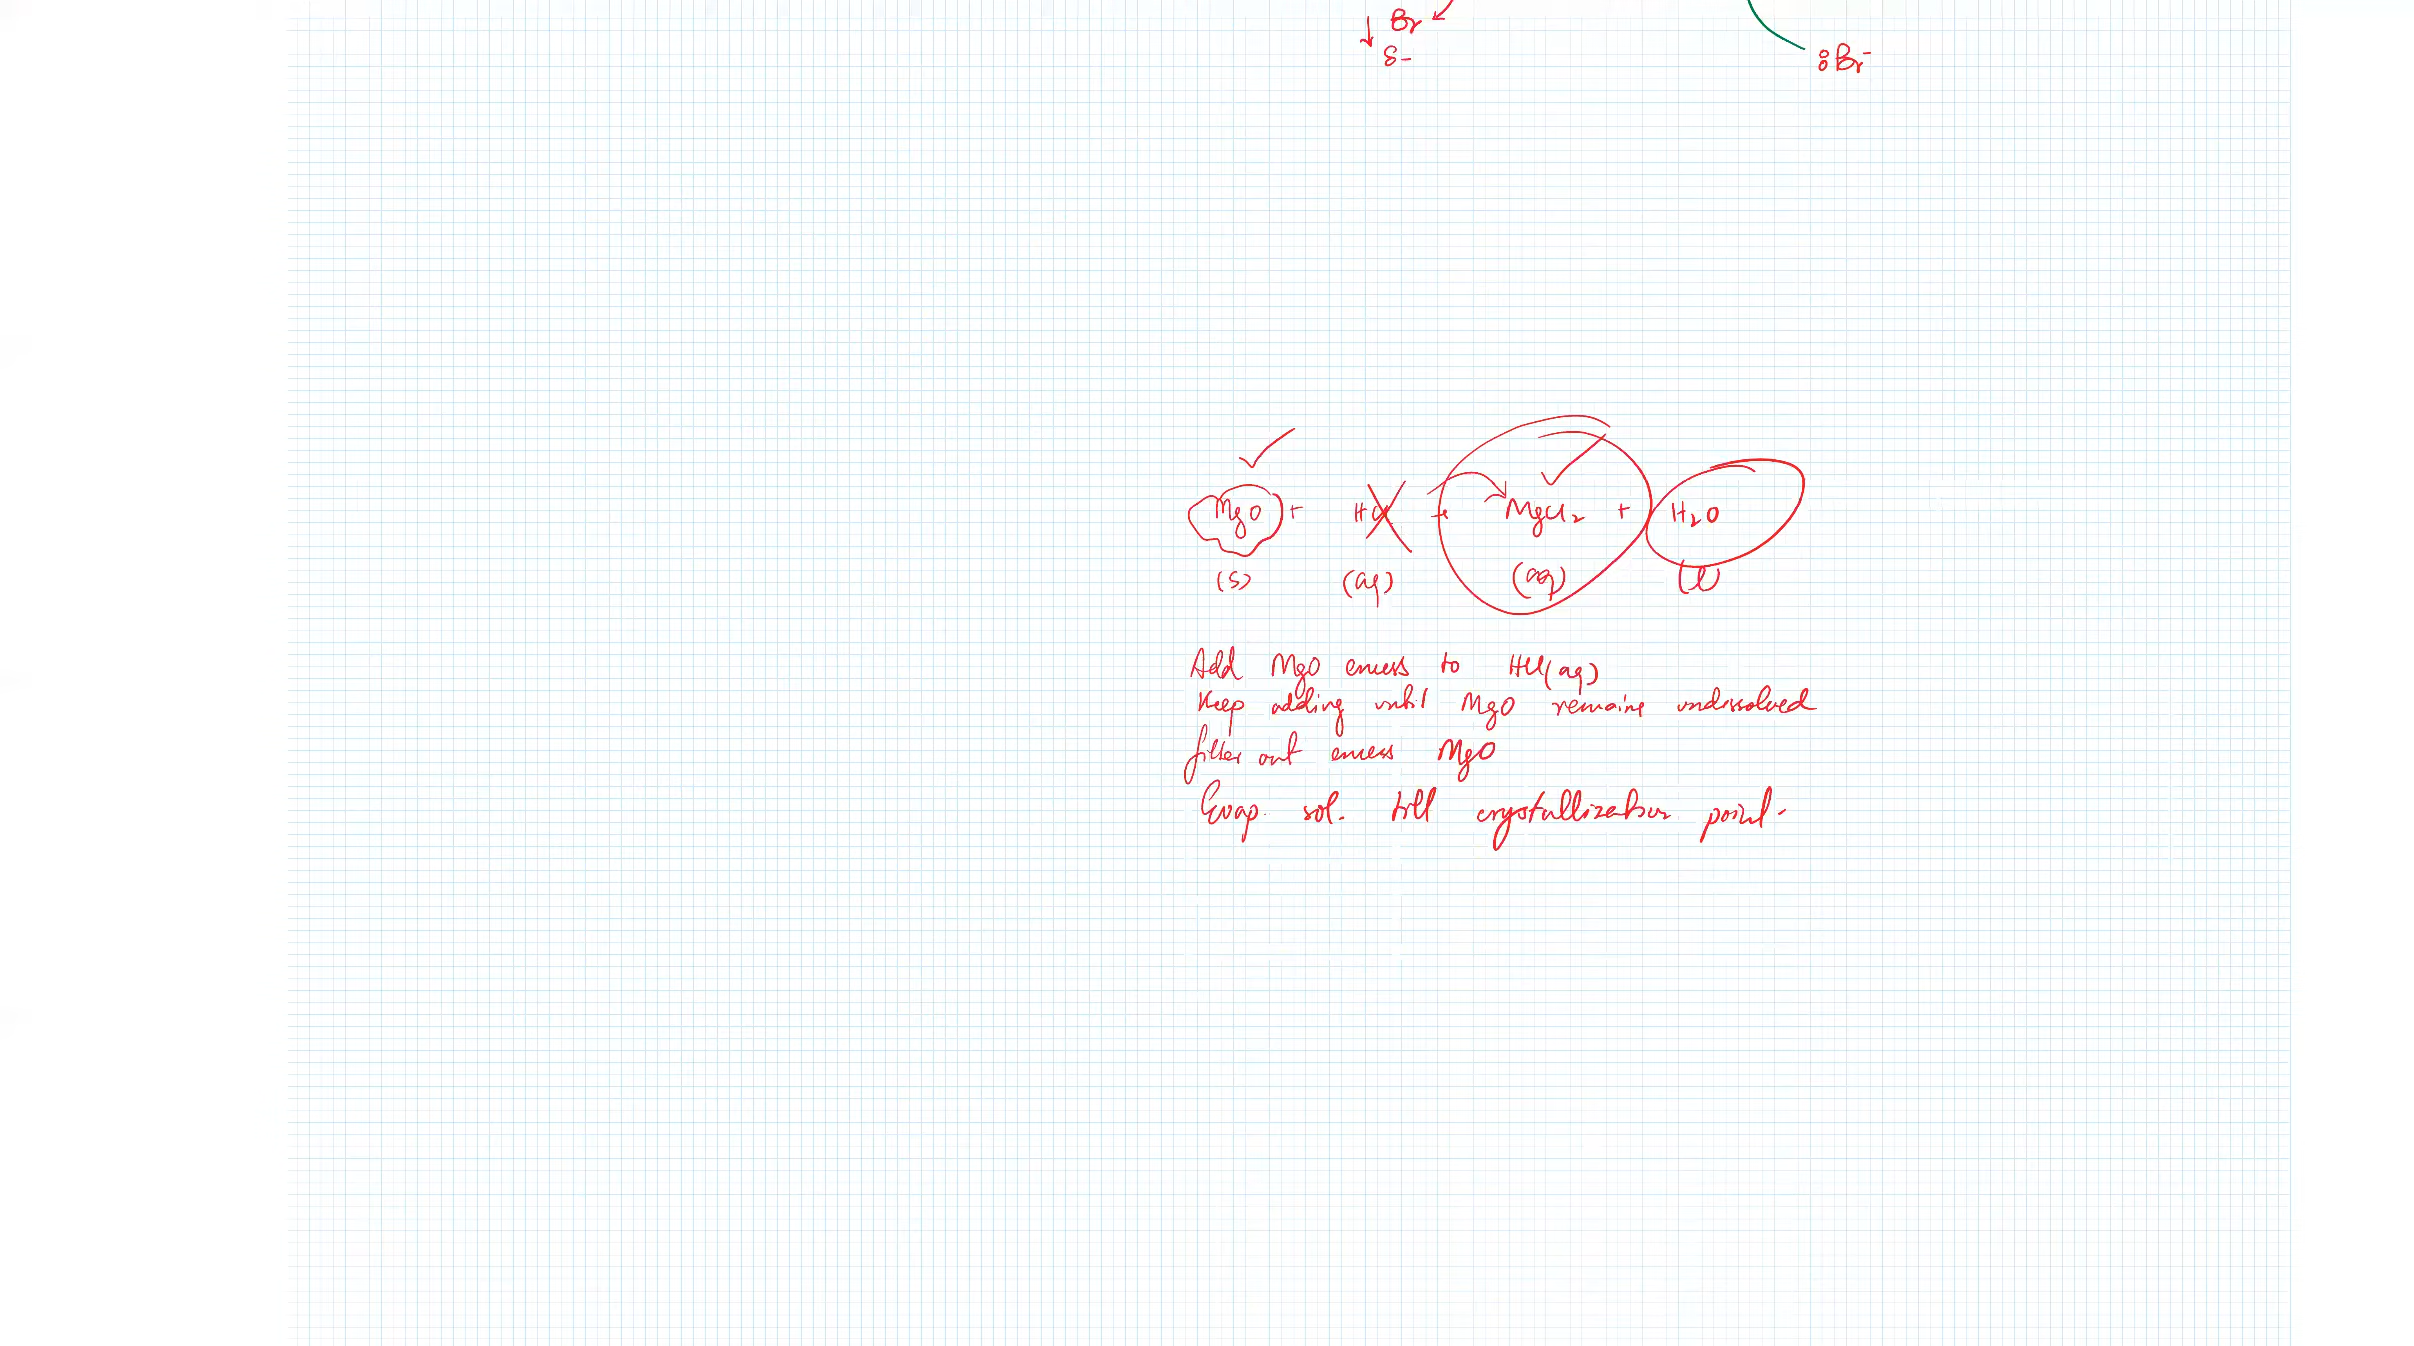 Br
δ-
:Br-
MgO + HCl → MgCl₂ + H₂O
(s) (aq) (aq) (l)
Add MgO excess to HCl(aq)
Keep adding until MgO remains undissolved
filter out excess MgO
Evap. sol. till crystallization point.